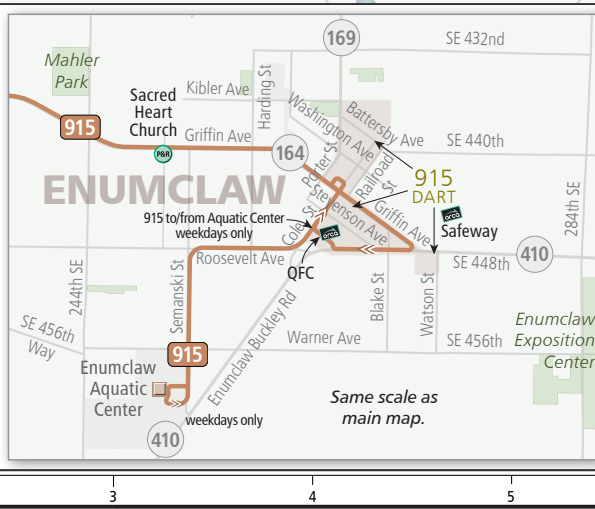 169
SE 432nd
Mahler
Park
Kibler Ave
Harding St
Sacred
Heart
Church
P&R
915
Griffin Ave
164
Washington Ave
Battersby Ave
SE 440th
Porter St
Railroad St
915
DART
ENUMCLAW
Stevenson Ave
Griffin Ave
orca
Safeway
284th SE
915 to/from Aquatic Center
weekdays only
Cole St
orca
QFC
Roosevelt Ave
410
SE 448th
244th SE
Semanski St
Enumclaw Buckley Rd
Blake St
Watson St
SE 456th
Way
Warner Ave
SE 456th
Enumclaw
Exposition
Center
915
Enumclaw
Aquatic
Center
weekdays only
410
Same scale as
main map.
3
4
5